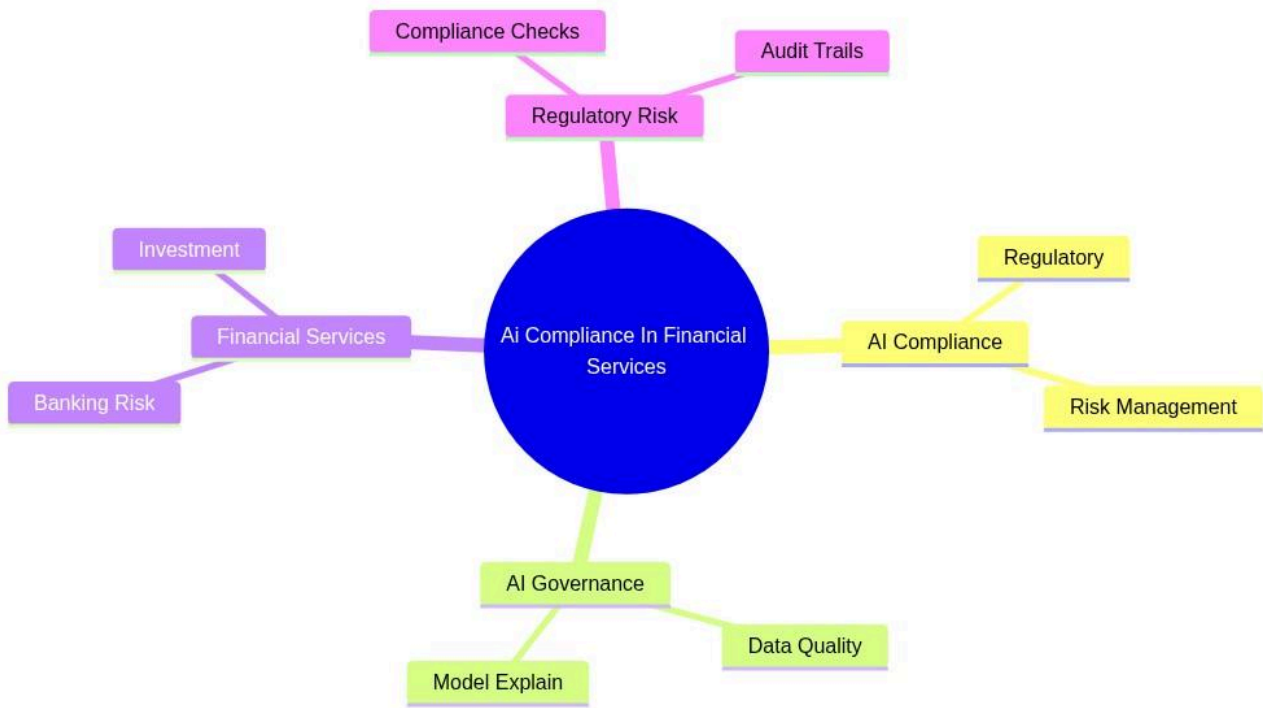 Compliance Checks
Audit Trails
Regulatory Risk
Investment
Regulatory
Financial Services
Ai Compliance In Financial
Services
AI Compliance
Banking Risk
Risk Management
AI Governance
Data Quality
Model Explain